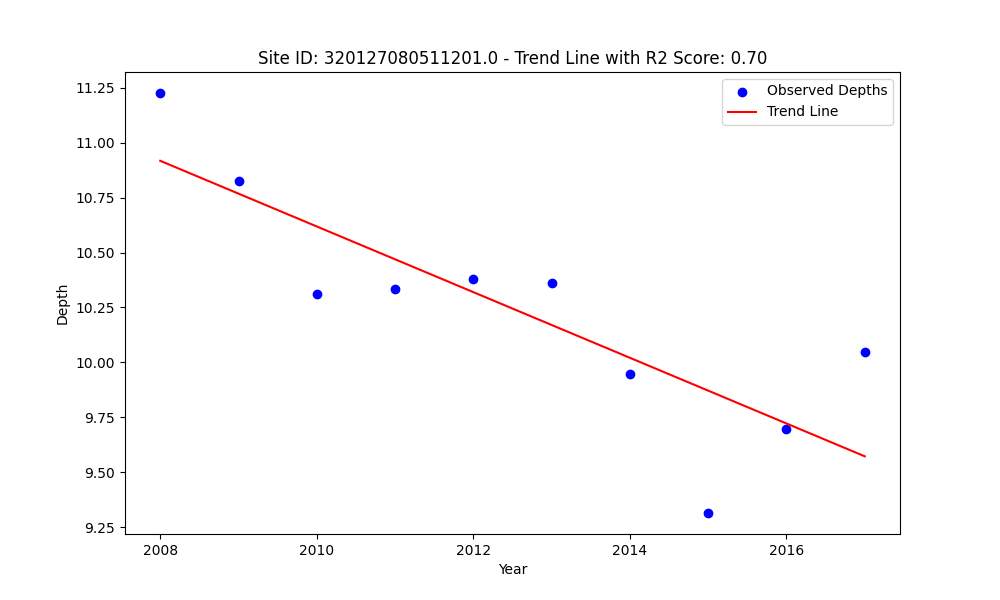 Site ID: 320127080511201.0 - Trend Line with R2 Score: 0.70
Observed Depths
Trend Line
11.25
11.00
10.75
10.50
10.25
10.00
9.75
9.50
9.25
Depth
2008
2010
2012
2014
2016
Year